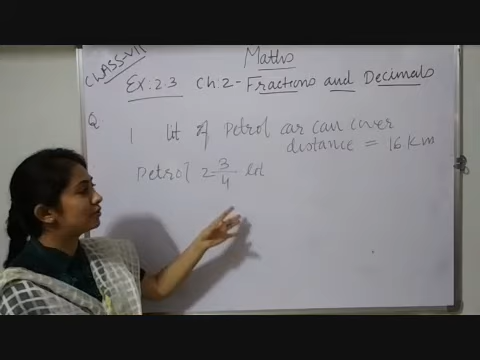 Maths
CLASS-VII
Ex: 2.3 Ch: 2- Fractions and Decimals
Q.
1 lit of Petrol car can cover
distance = 16 Km
Petrol 2 3/4 lit